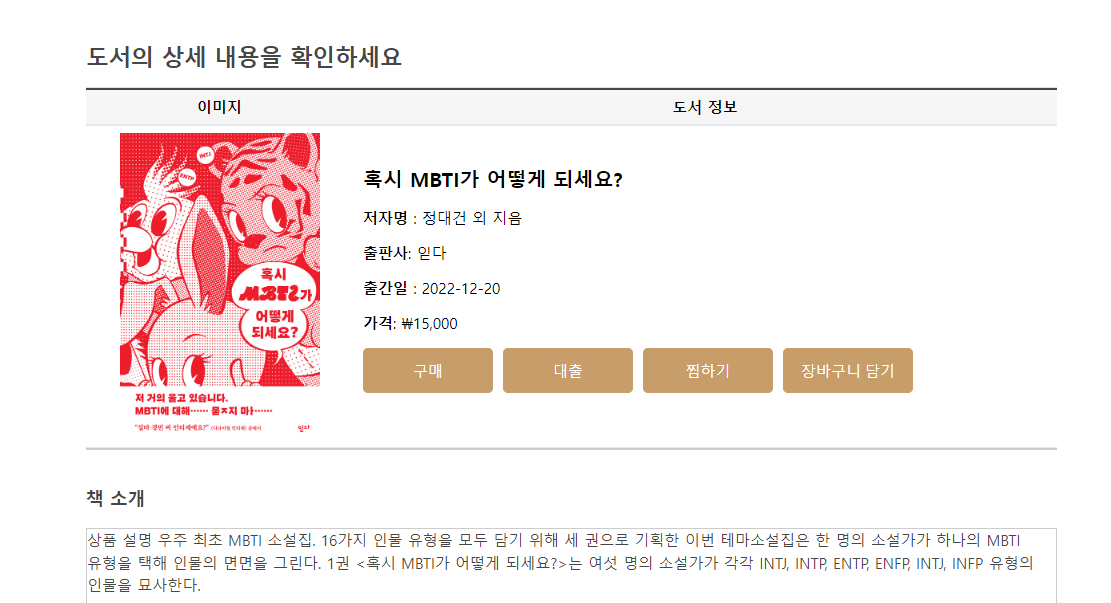 도서의 상세 내용을 확인하세요
이미지
도서 정보
INTJ
ENTP
혹시
MBTI가
어떻게
되세요?
저 거의 울고 있습니다.
MBTI에 대해…… 묻ㅈ지 마ㅏ……
읻다
혹시 MBTI가 어떻게 되세요?
저자명 : 정대건 외 지음
출판사: 읻다
출간일 : 2022-12-20
가격: ₩15,000
구매
대출
찜하기
장바구니 담기
책 소개
상품 설명 우주 최초 MBTI 소설집. 16가지 인물 유형을 모두 담기 위해 세 권으로 기획한 이번 테마소설집은 한 명의 소설가가 하나의 MBTI
유형을 택해 인물의 면면을 그린다. 1권 <혹시 MBTI가 어떻게 되세요?>는 여섯 명의 소설가가 각각 INTJ, INTP, ENTP, ENFP, INTJ, INFP 유형의
인물을 묘사한다.